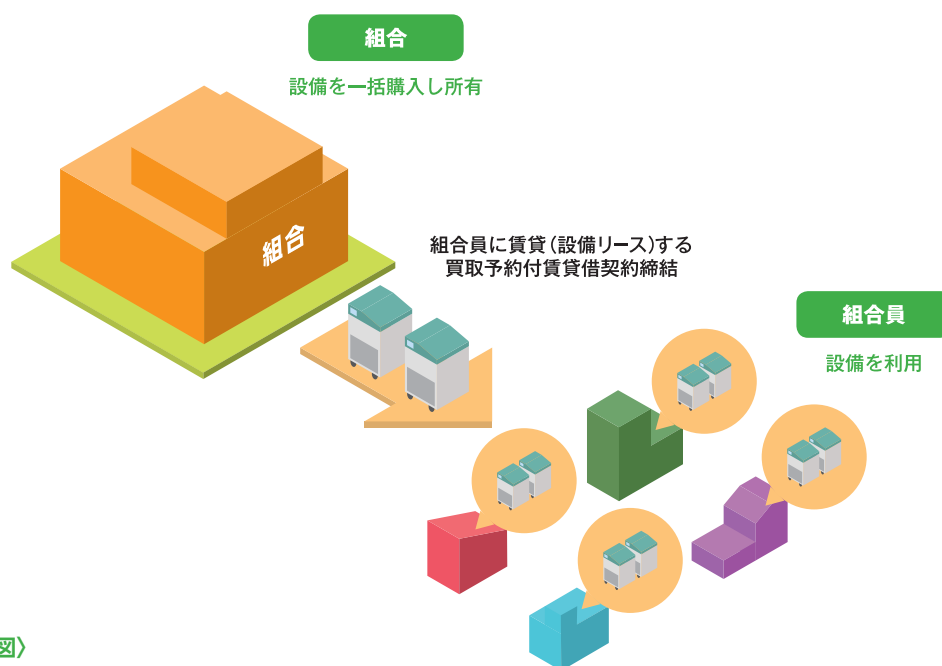 組合
設備を一括購入し所有
組合
組合員に賃貸(設備リース)する
買取予約付賃貸借契約締結
組合員
設備を利用
図〉